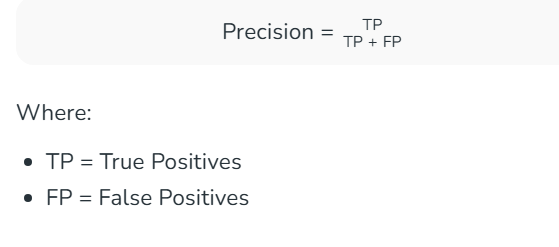 Precision = TP / TP + FP
Where:
• TP = True Positives
• FP = False Positives